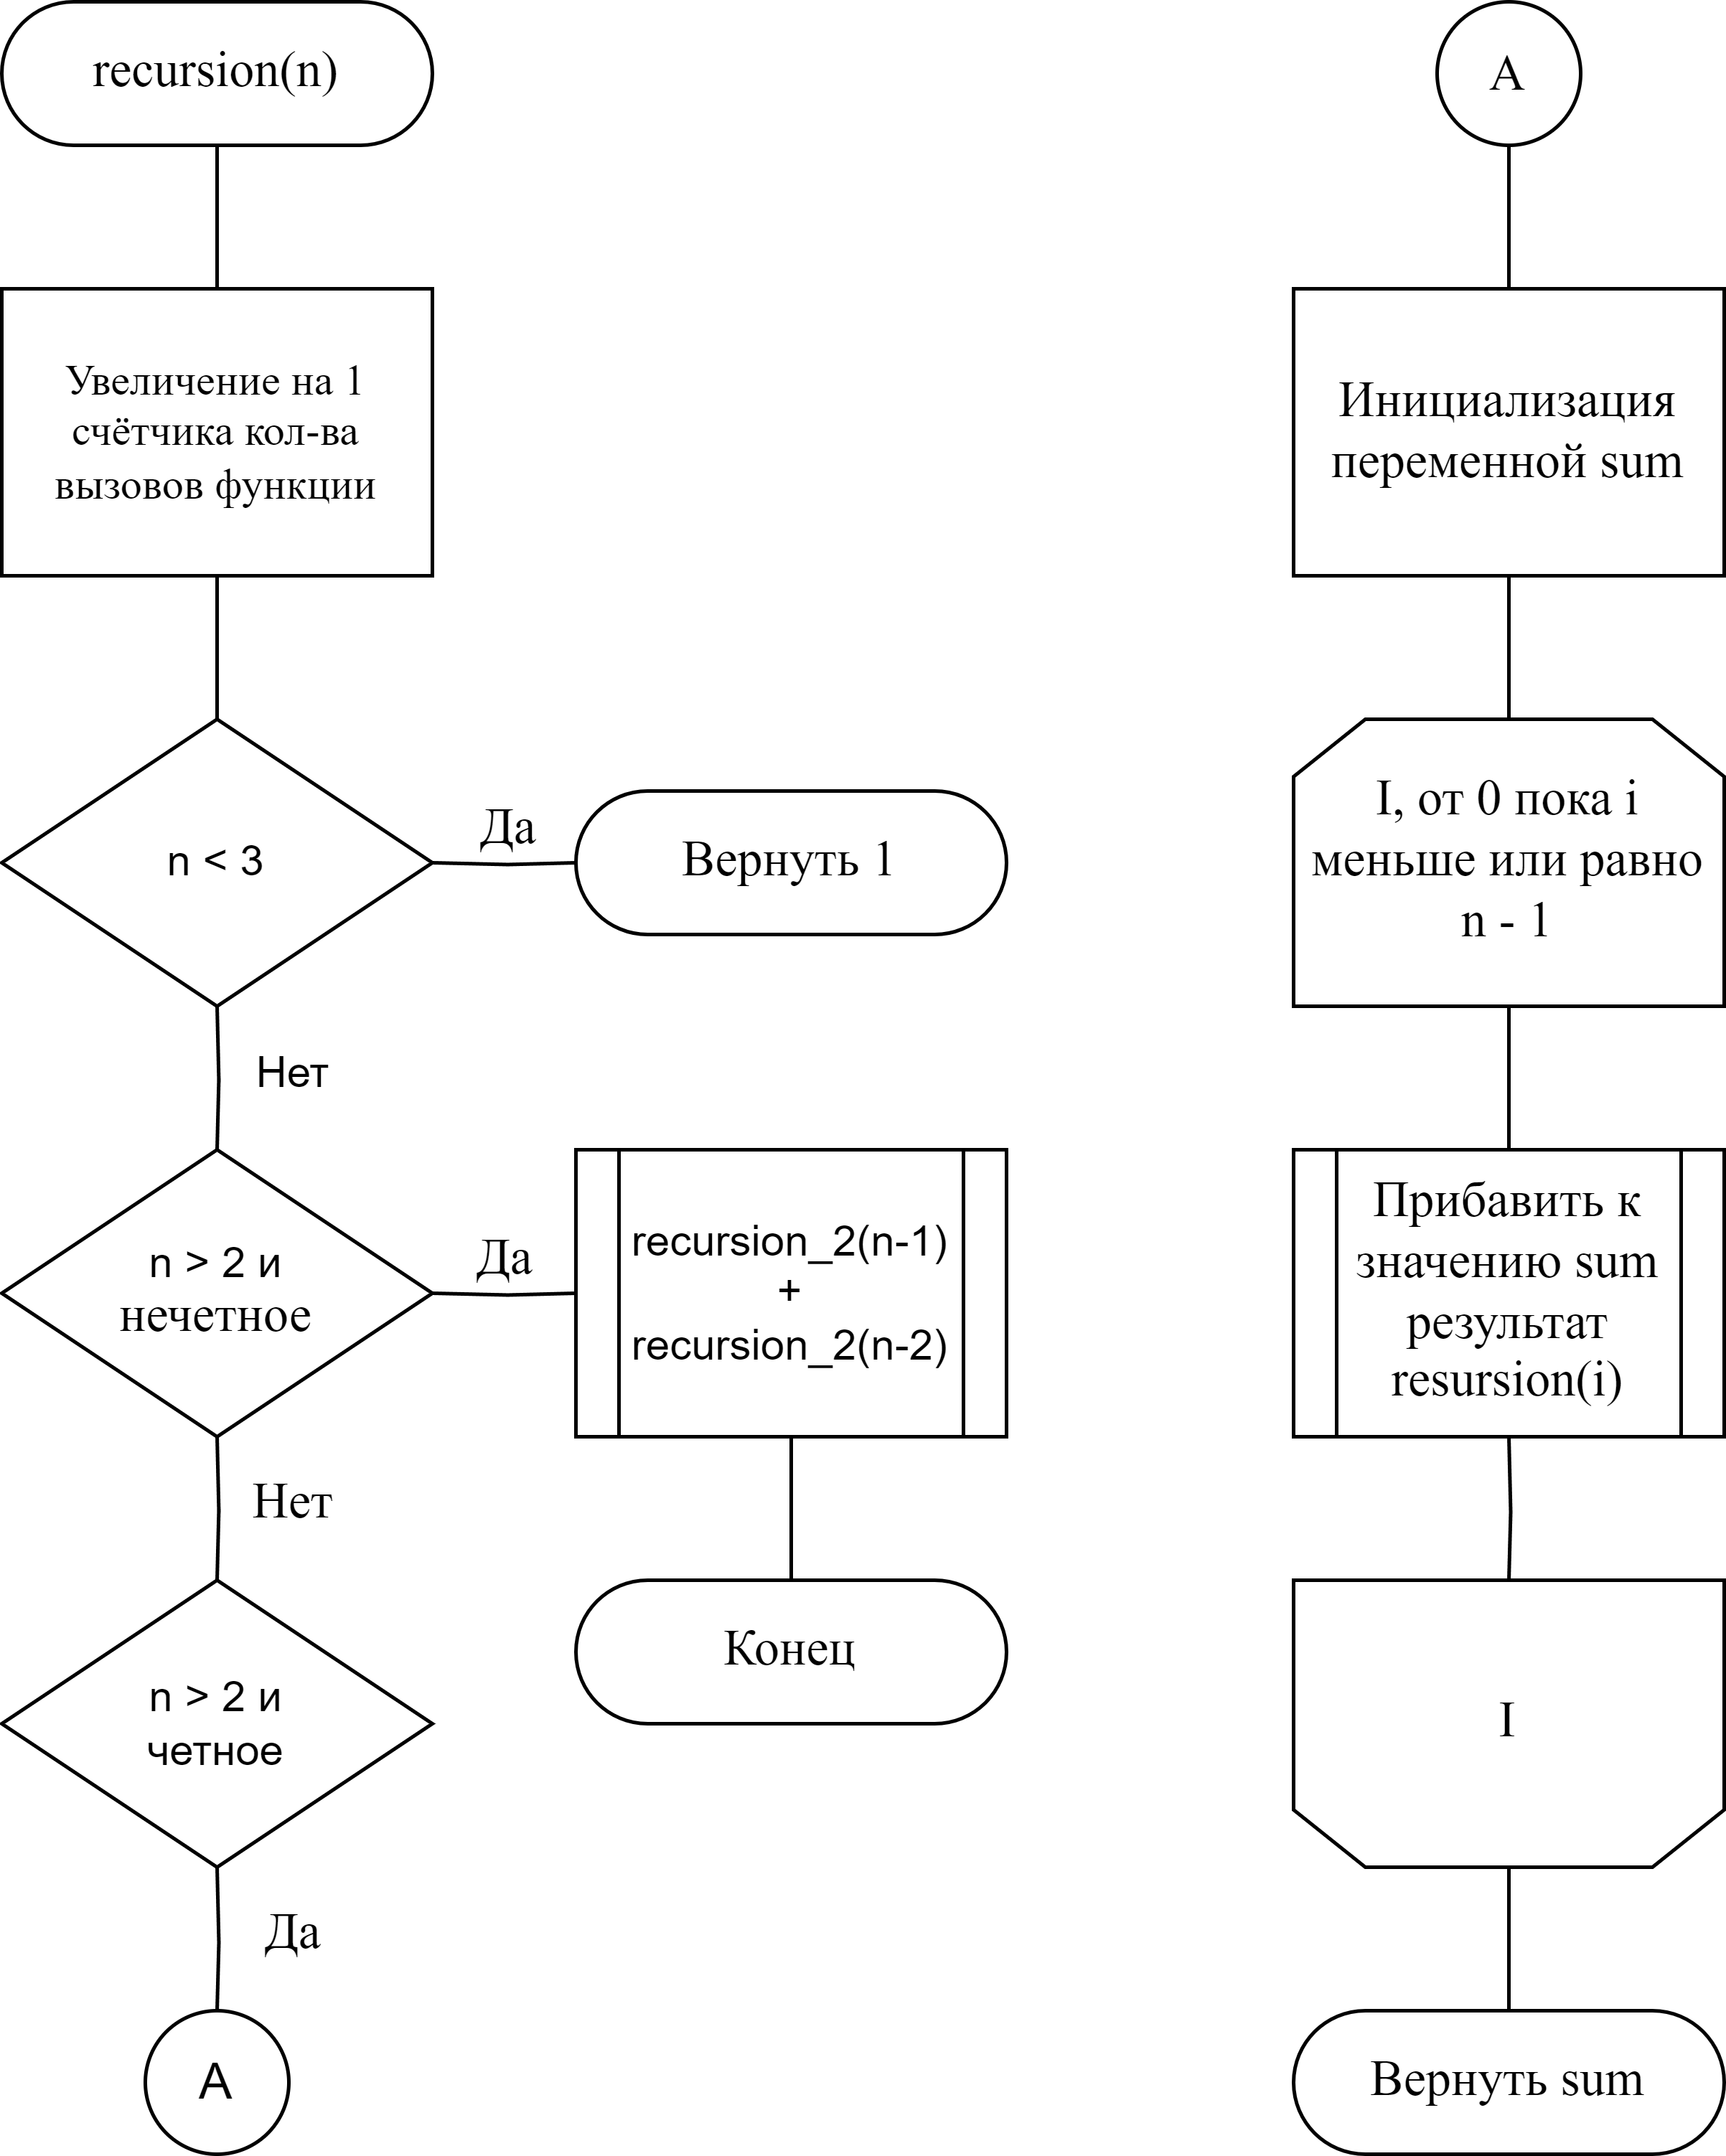 recursion(n)
Увеличение на 1
счётчика кол-ва
вызовов функции
n < 3
Да
Вернуть 1
Нет
n > 2 и
нечетное
Да
recursion_2(n-1)
+
recursion_2(n-2)
Конец
Нет
n > 2 и
четное
Да
А
А
Инициализация
переменной sum
I, от 0 пока i
меньше или равно
n - 1
Прибавить к
значению sum
результат
resursion(i)
I
Вернуть sum